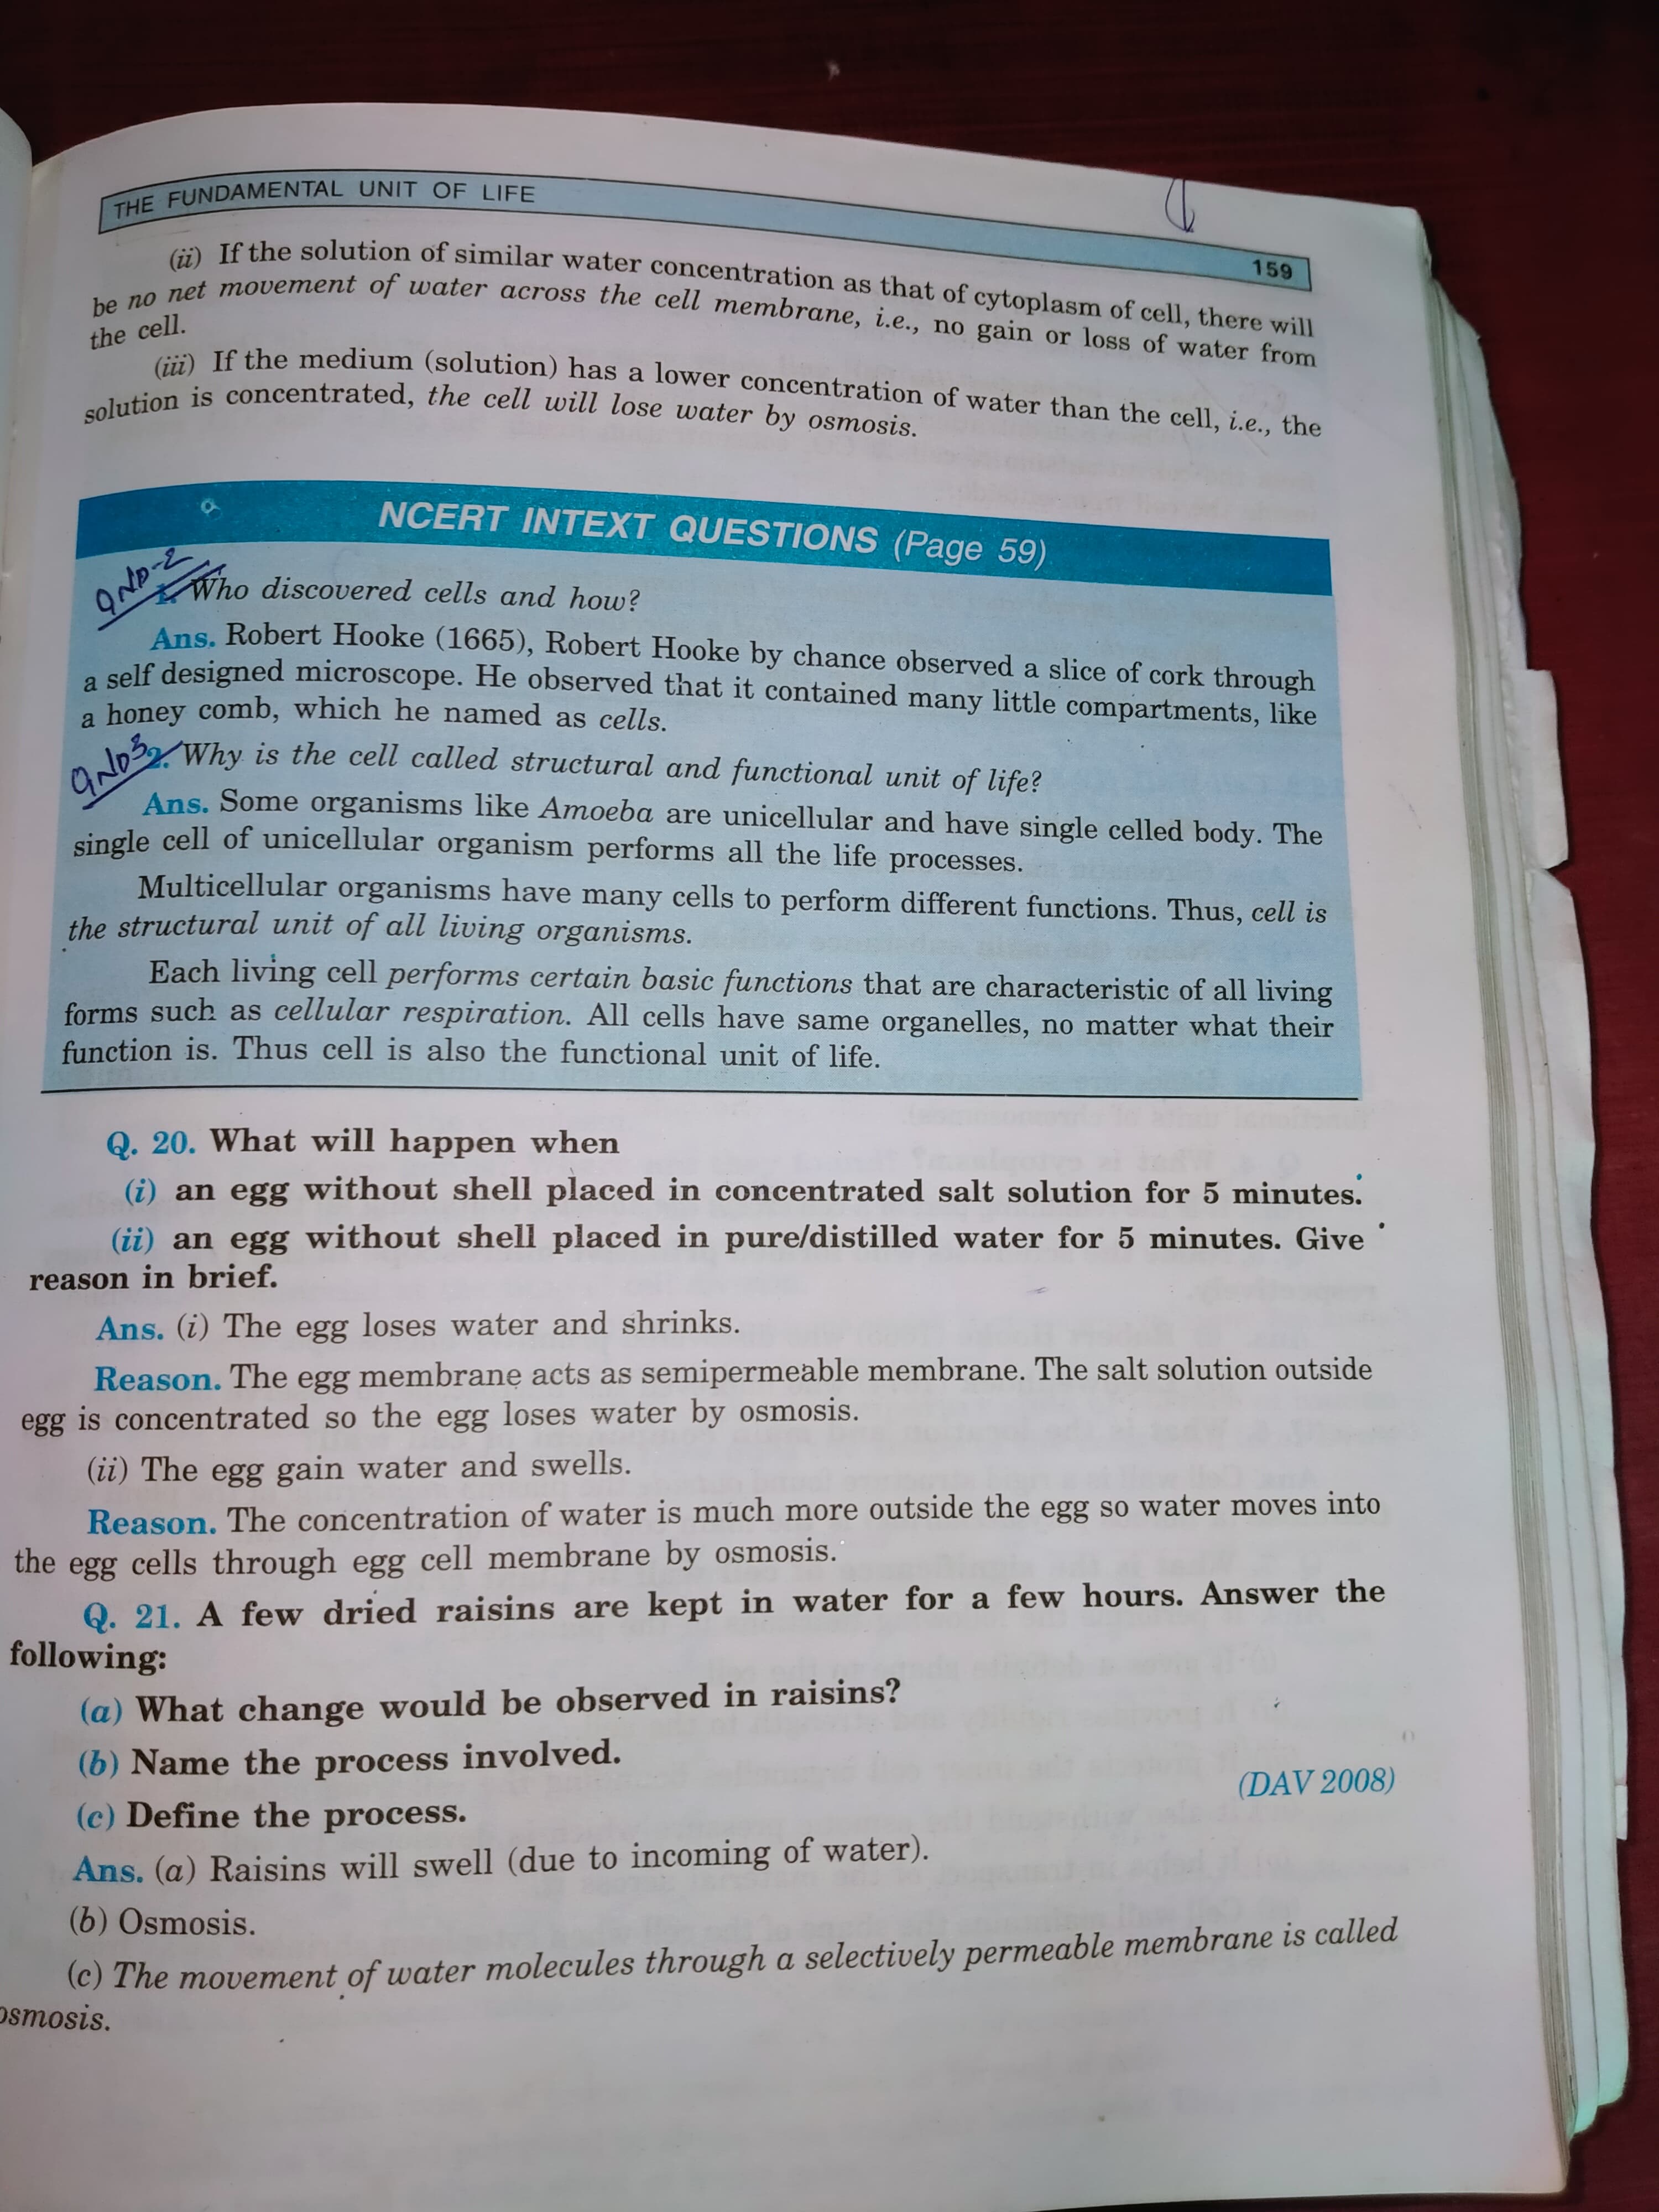 THE FUNDAMENTAL UNIT OF LIFE
159
(ii) If the solution of similar water concentration as that of cytoplasm of cell, there will
be no net movement of water across the cell membrane, i.e., no gain or loss of water from
the cell.
(iii) If the medium (solution) has a lower concentration of water than the cell, i.e., the
solution is concentrated, the cell will lose water by osmosis.
NCERT INTEXT QUESTIONS (Page 59)
QNO-2
1. Who discovered cells and how?
Ans. Robert Hooke (1665), Robert Hooke by chance observed a slice of cork through
a self designed microscope. He observed that it contained many little compartments, like
a honey comb, which he named as cells.
QNO3
2. Why is the cell called structural and functional unit of life?
Ans. Some organisms like Amoeba are unicellular and have single celled body. The
single cell of unicellular organism performs all the life processes.
Multicellular organisms have many cells to perform different functions. Thus, cell is
the structural unit of all living organisms.
Each living cell performs certain basic functions that are characteristic of all living
forms such as cellular respiration. All cells have same organelles, no matter what their
function is. Thus cell is also the functional unit of life.
Q. 20. What will happen when
(i) an egg without shell placed in concentrated salt solution for 5 minutes.
(ii) an egg without shell placed in pure/distilled water for 5 minutes. Give
reason in brief.
Ans. (i) The egg loses water and shrinks.
Reason. The egg membrane acts as semipermeable membrane. The salt solution outside
egg is concentrated so the egg loses water by osmosis.
(ii) The egg gain water and swells.
Reason. The concentration of water is much more outside the egg so water moves into
the egg cells through egg cell membrane by osmosis.
Q. 21. A few dried raisins are kept in water for a few hours. Answer the
following:
(a) What change would be observed in raisins?
(b) Name the process involved.
(c) Define the process.
(DAV 2008)
Ans. (a) Raisins will swell (due to incoming of water).
(b) Osmosis.
(c) The movement of water molecules through a selectively permeable membrane is called
osmosis.